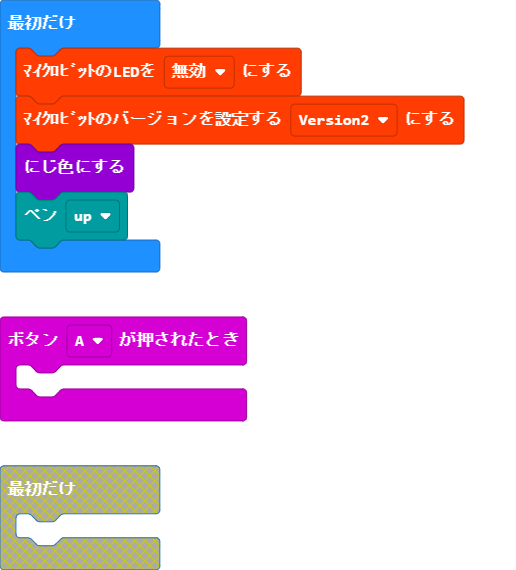 最初だけ
ﾏｲｸﾛﾋﾞｯﾄのLEDを 無効 にする
ﾏｲｸﾛﾋﾞｯﾄのバージョンを設定する Version2 にする
にじ色にする
ペン up
ボタン A が押されたとき
最初だけ